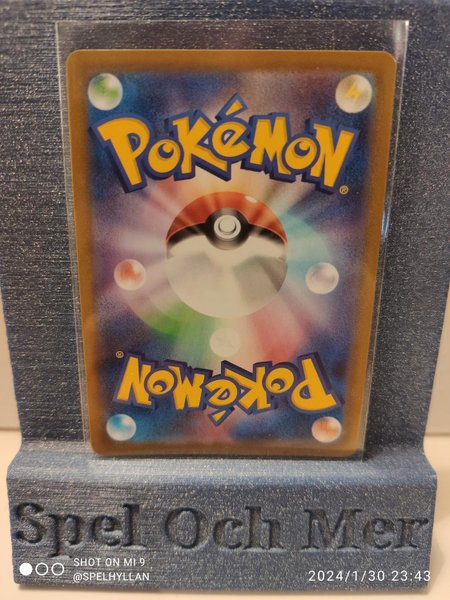 POKéMON®
POKéMON®
Spel Och Mer
SHOT ON MI 9
@SPELHYLLAN
2024/1/30 23:43